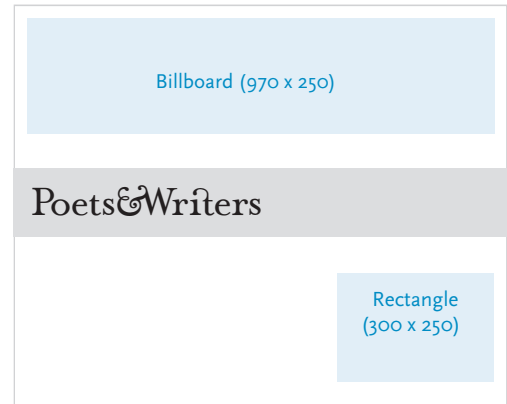 Billboard (970 x 250)
Poets&Writers
Rectangle
(300 x 250)